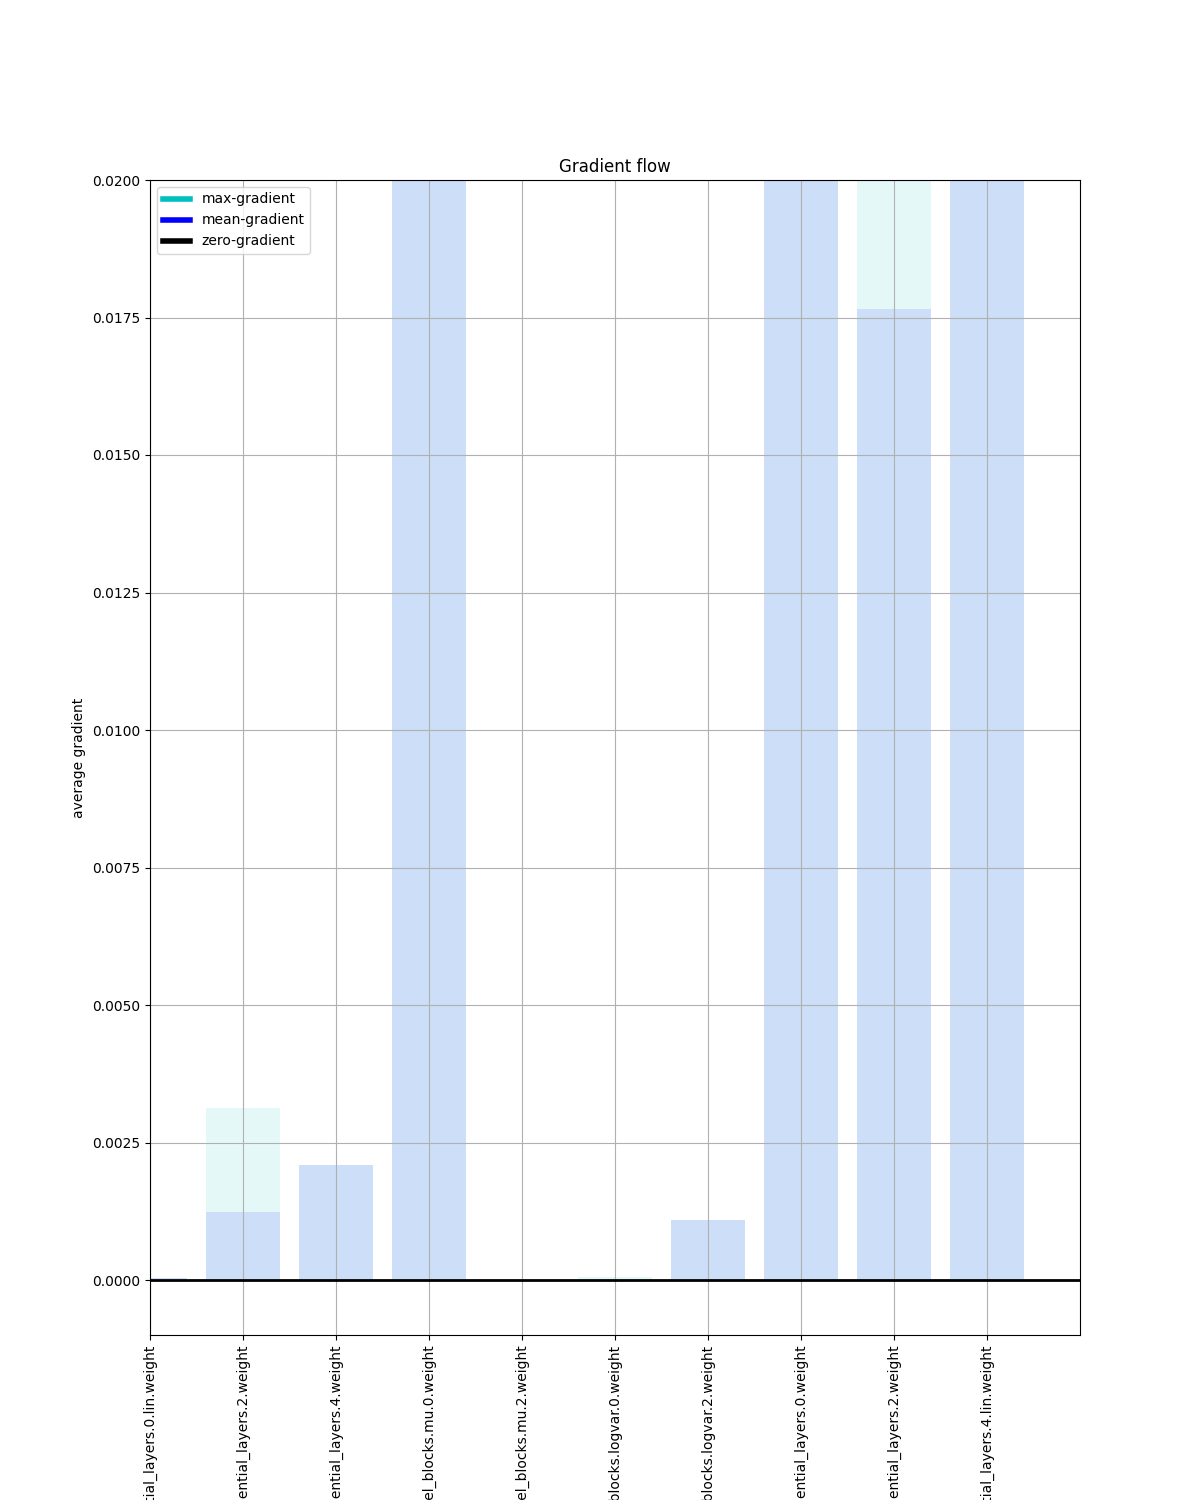 Gradient flow
max-gradient
mean-gradient
zero-gradient
0.0200
0.0175
0.0150
0.0125
0.0100
0.0075
0.0050
0.0025
0.0000
average gradient
tial_layers.0.lin.weight
ential_layers.2.weight
ential_layers.4.weight
el_blocks.mu.0.weight
el_blocks.mu.2.weight
blocks.logvar.0.weight
blocks.logvar.2.weight
ential_layers.0.weight
ential_layers.2.weight
tial_layers.4.lin.weight